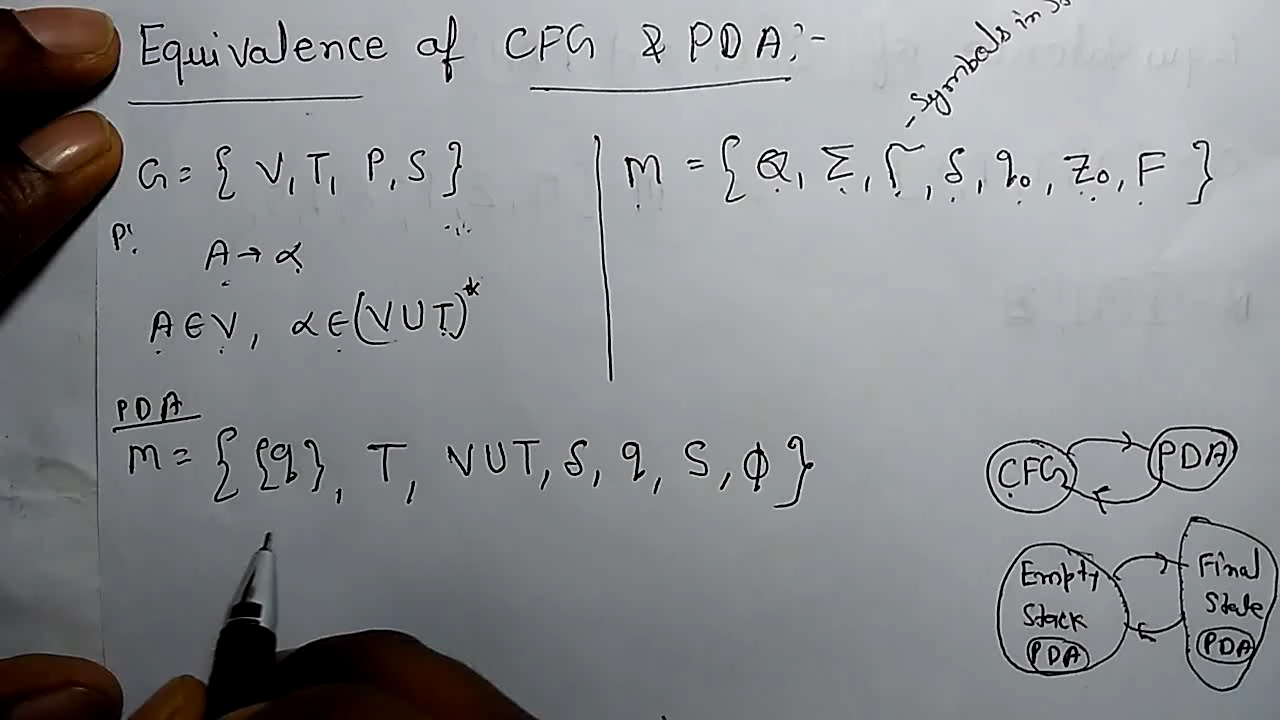 Equivalence of CFG & PDA:-
- Symbols in
G = { V, T, P, S }
M = { Q, Σ, Γ, δ, q₀, Z₀, F }
P:
A → α
A ∈ V, α ∈ (V ∪ T)*
PDA
M = { {q}, T, V ∪ T, δ, q, S, ϕ }
CFG
PDA
Empty
Stack
PDA
Final
State
PDA